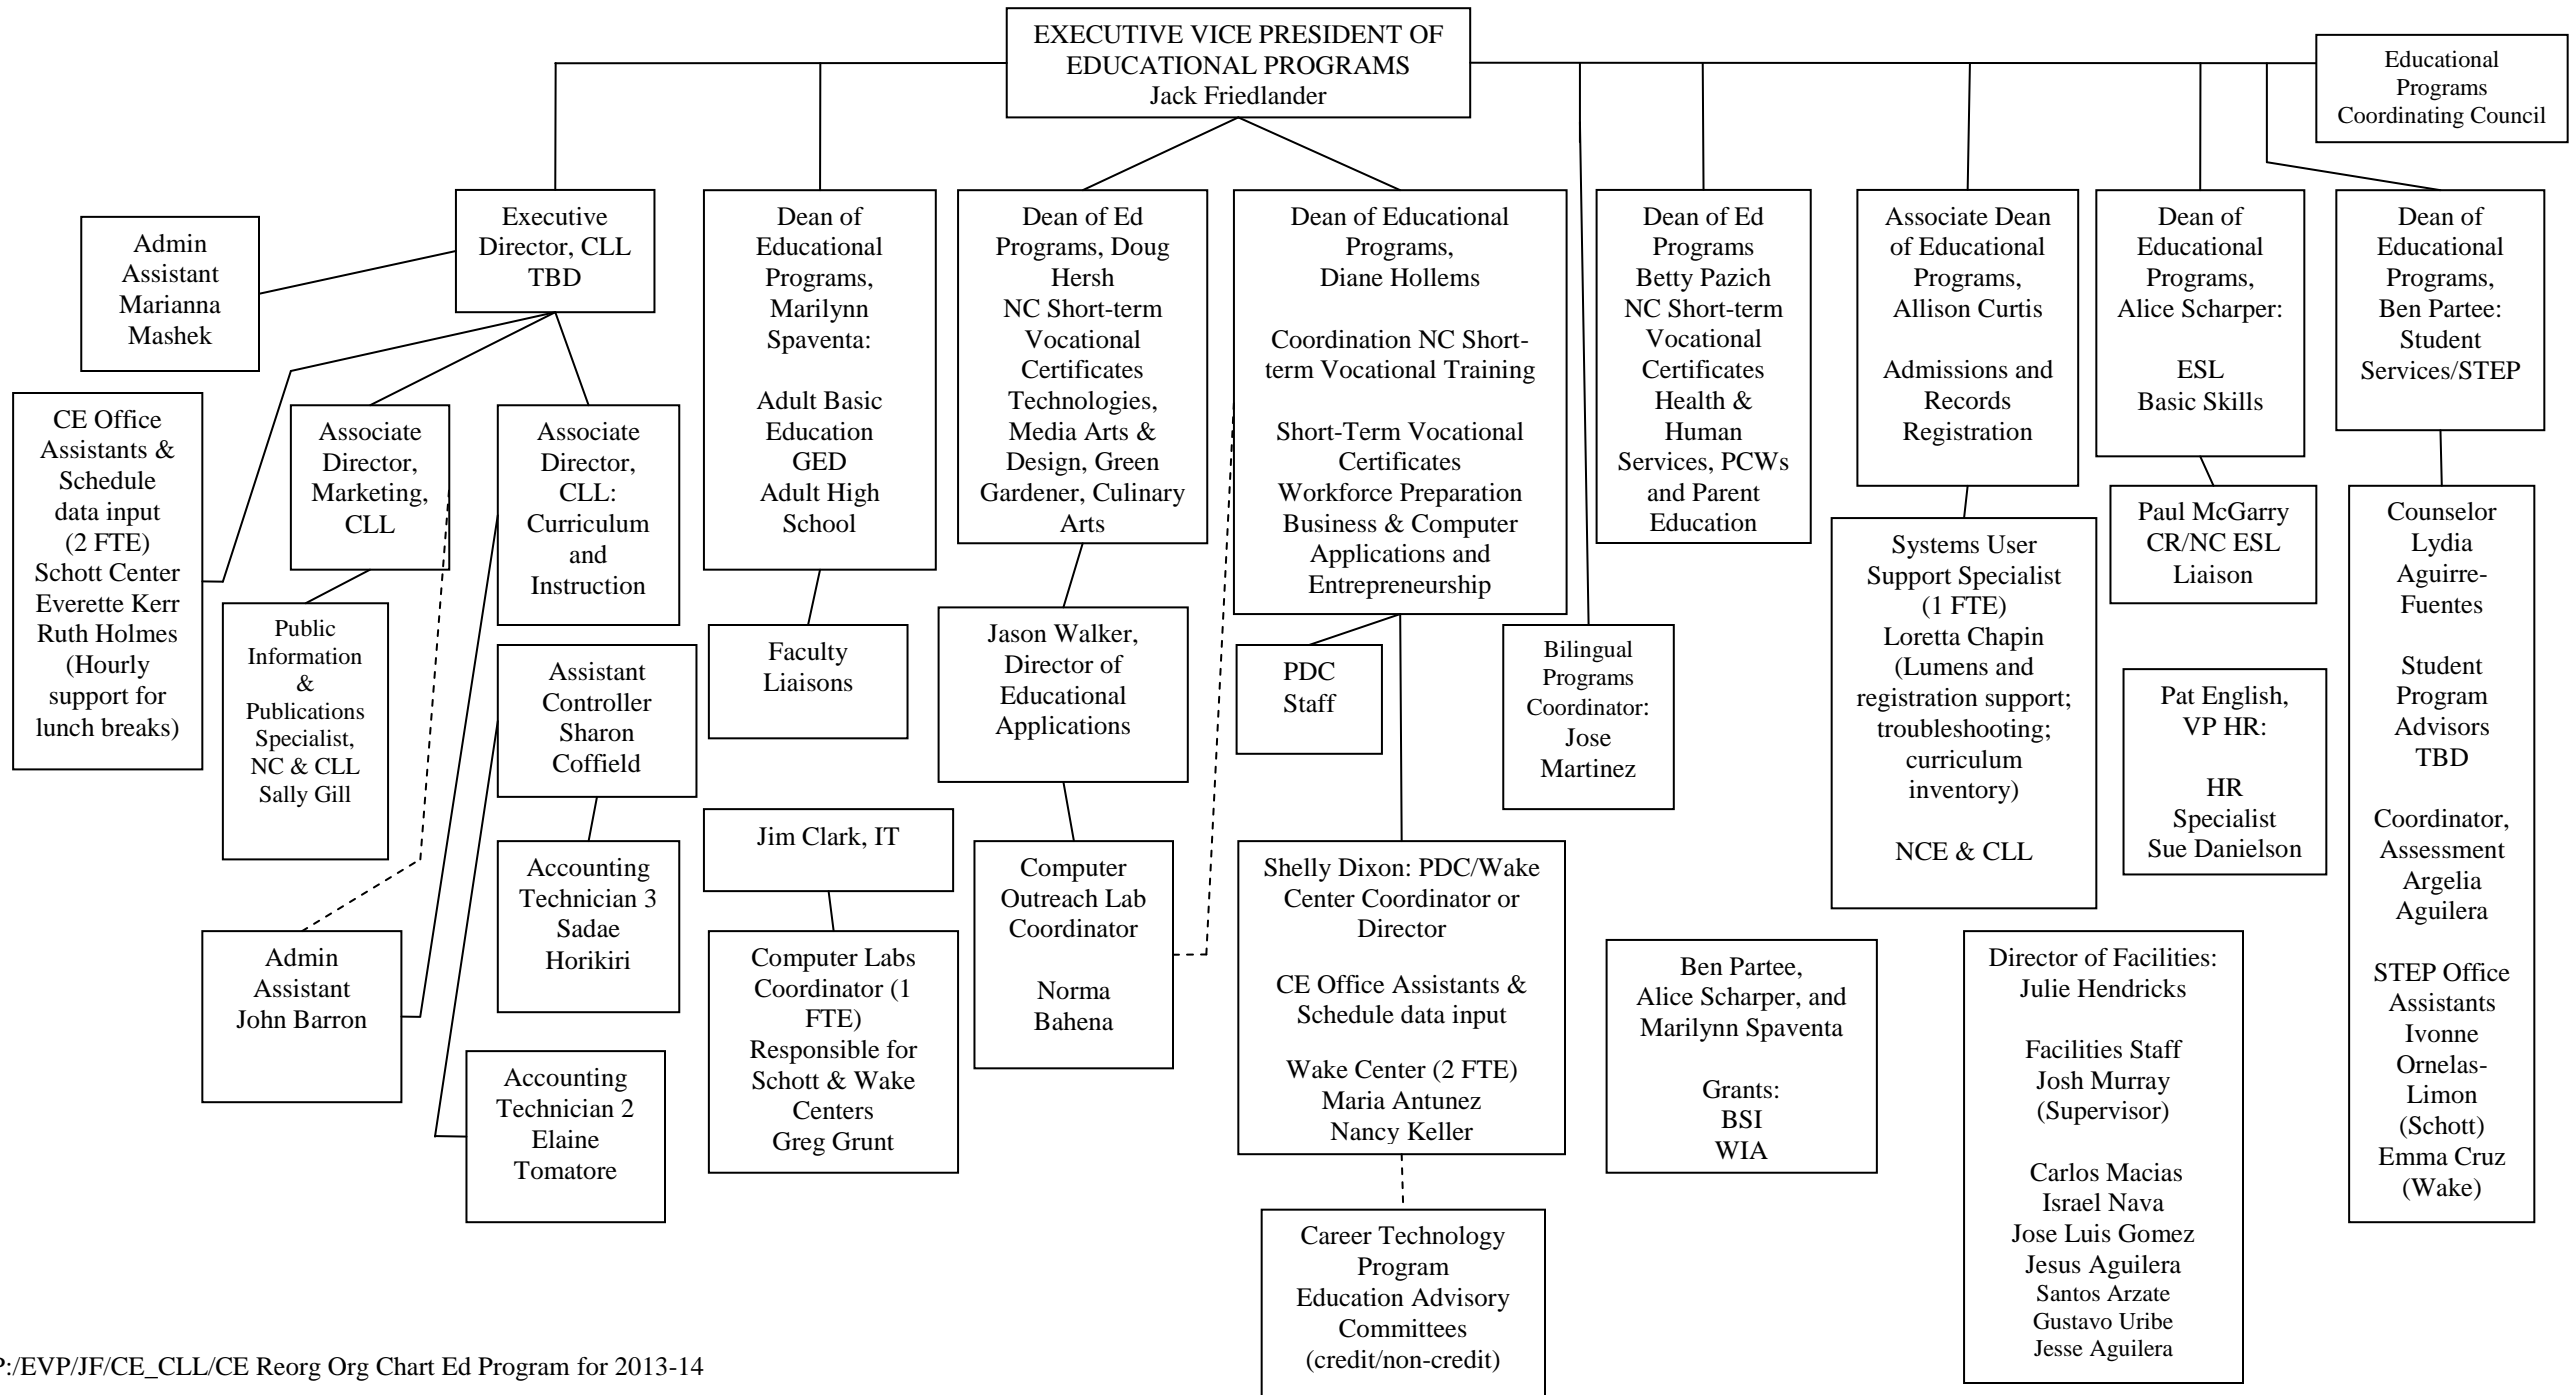 EXECUTIVE VICE PRESIDENT OF
EDUCATIONAL PROGRAMS
Jack Friedlander
Educational
Programs
Coordinating Council
Admin
Assistant
Marianna
Mashek
Executive
Director, CLL
TBD
Dean of
Educational
Programs,
Marilynn
Spaventa:
Adult Basic
Education
GED
Adult High
School
Dean of Ed
Programs, Doug
Hersh
NC Short-term
Vocational
Certificates
Technologies,
Media Arts &
Design, Green
Gardener, Culinary
Arts
Dean of Educational
Programs,
Diane Hollems
Coordination NC Short-
term Vocational Training
Short-Term Vocational
Certificates
Workforce Preparation
Business & Computer
Applications and
Entrepreneurship
Dean of Ed
Programs
Betty Pazich
NC Short-term
Vocational
Certificates
Health &
Human
Services, PCWs
and Parent
Education
Associate Dean
of Educational
Programs,
Allison Curtis
Admissions and
Records
Registration
Dean of
Educational
Programs,
Alice Scharper:
ESL
Basic Skills
Dean of
Educational
Programs,
Ben Partee:
Student
Services/STEP
CE Office
Assistants &
Schedule
data input
(2 FTE)
Schott Center
Everette Kerr
Ruth Holmes
(Hourly
support for
lunch breaks)
Associate
Director,
Marketing,
CLL
Associate
Director,
CLL:
Curriculum
and
Instruction
Public
Information
&
Publications
Specialist,
NC & CLL
Sally Gill
Assistant
Controller
Sharon
Coffield
Faculty
Liaisons
Jason Walker,
Director of
Educational
Applications
PDC
Staff
Bilingual
Programs
Coordinator:
Jose
Martinez
Systems User
Support Specialist
(1 FTE)
Loretta Chapin
(Lumens and
registration support;
troubleshooting;
curriculum
inventory)
NCE & CLL
Paul McGarry
CR/NC ESL
Liaison
Pat English,
VP HR:
HR
Specialist
Sue Danielson
Counselor
Lydia
Aguirre-
Fuentes
Student
Program
Advisors
TBD
Coordinator,
Assessment
Argelia
Aguilera
STEP Office
Assistants
Ivonne
Ornelas-
Limon
(Schott)
Emma Cruz
(Wake)
Admin
Assistant
John Barron
Accounting
Technician 3
Sadae
Horikiri
Accounting
Technician 2
Elaine
Tomatore
Jim Clark, IT
Computer Labs
Coordinator (1
FTE)
Responsible for
Schott & Wake
Centers
Greg Grunt
Computer
Outreach Lab
Coordinator
Norma
Bahena
Shelly Dixon: PDC/Wake
Center Coordinator or
Director
CE Office Assistants &
Schedule data input
Wake Center (2 FTE)
Maria Antunez
Nancy Keller
Career Technology
Program
Education Advisory
Committees
(credit/non-credit)
Ben Partee,
Alice Scharper, and
Marilynn Spaventa
Grants:
BSI
WIA
Director of Facilities:
Julie Hendricks
Facilities Staff
Josh Murray
(Supervisor)
Carlos Macias
Israel Nava
Jose Luis Gomez
Jesus Aguilera
Santos Arzate
Gustavo Uribe
Jesse Aguilera
P:/EVP/JF/CE_CLL/CE Reorg Org Chart Ed Program for 2013-14